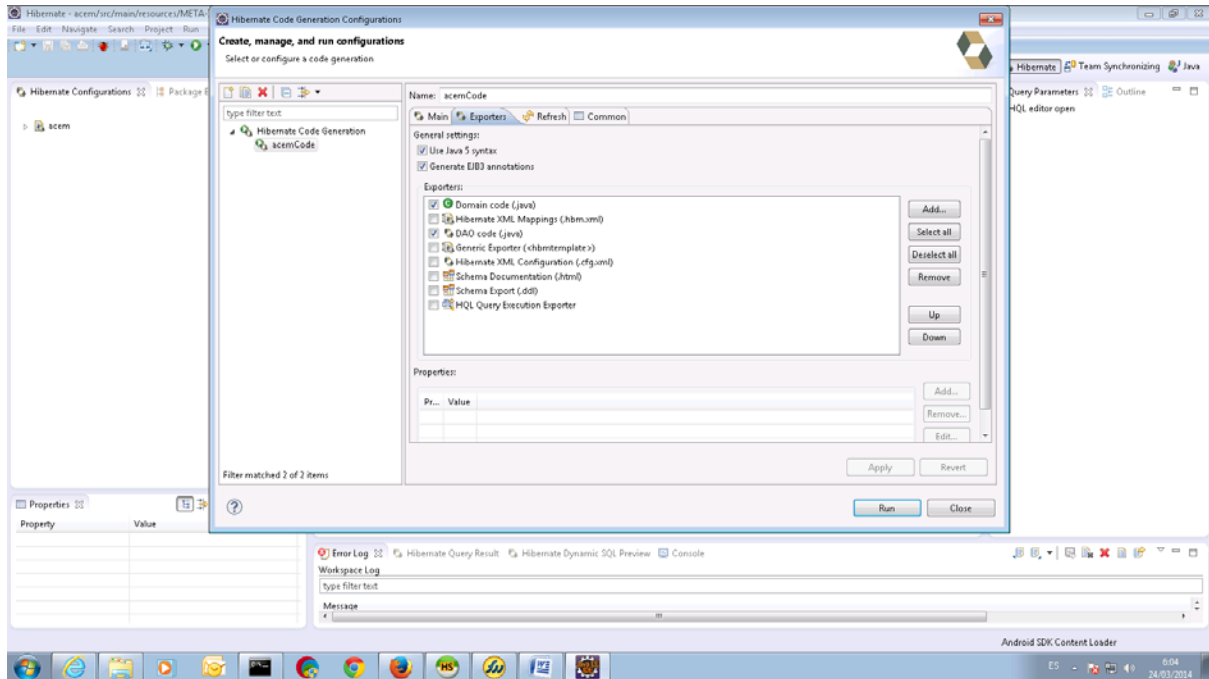 Hibernate - acem/src/main/resources/META-
File Edit Navigate Search Project Run
Hibernate Team Synchronizing Java
Hibernate Configurations Package E
acem
Query Parameters Outline
HQL editor open
Hibernate Code Generation Configurations
Create, manage, and run configurations
Select or configure a code generation
type filter text
Hibernate Code Generation
acemCode
Filter matched 2 of 2 items
Name: acemCode
Main Exporters Refresh Common
General settings:
Use Java 5 syntax
Generate EJB3 annotations
Exporters:
Domain code (.java)
Hibernate XML Mappings (.hbm.xml)
DAO code (.java)
Generic Exporter (<hbmtemplate>)
Hibernate XML Configuration (.cfg.xml)
Schema Documentation (.html)
Schema Export (.ddl)
HQL Query Execution Exporter
Add...
Select all
Deselect all
Remove
Up
Down
Properties:
Pr... Value
Add...
Remove...
Edit...
Apply Revert
Run Close
Properties
Property Value
Error Log Hibernate Query Result Hibernate Dynamic SQL Preview Console
Workspace Log
type filter text
Message
Android SDK Content Loader
HS
ES 6:04
24/03/2014